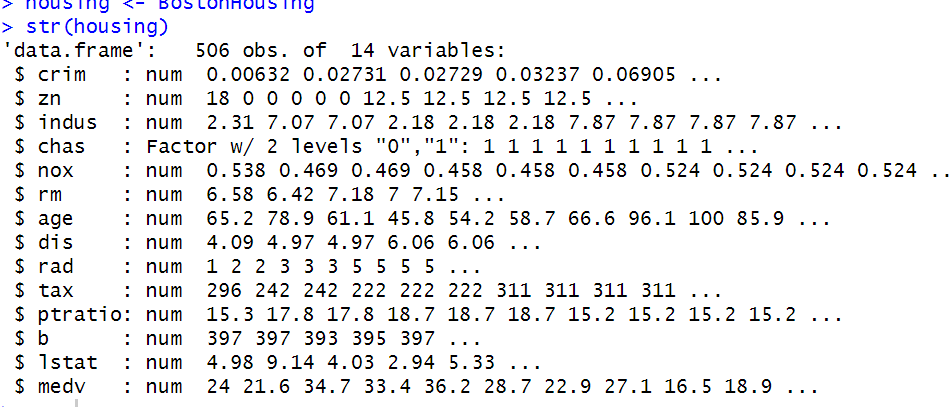 > housing <- BostonHousing
> str(housing)
'data.frame':   506 obs. of  14 variables:
 $ crim   : num  0.00632 0.02731 0.02729 0.03237 0.06905 ...
 $ zn     : num  18 0 0 0 0 0 12.5 12.5 12.5 12.5 ...
 $ indus  : num  2.31 7.07 7.07 2.18 2.18 2.18 7.87 7.87 7.87 7.87 ...
 $ chas   : Factor w/ 2 levels "0","1": 1 1 1 1 1 1 1 1 1 1 ...
 $ nox    : num  0.538 0.469 0.469 0.458 0.458 0.458 0.524 0.524 0.524 0.524 ..
 $ rm     : num  6.58 6.42 7.18 7 7.15 ...
 $ age    : num  65.2 78.9 61.1 45.8 54.2 58.7 66.6 96.1 100 85.9 ...
 $ dis    : num  4.09 4.97 4.97 6.06 6.06 ...
 $ rad    : num  1 2 2 3 3 3 5 5 5 5 ...
 $ tax    : num  296 242 242 222 222 222 311 311 311 311 ...
 $ ptratio: num  15.3 17.8 17.8 18.7 18.7 18.7 15.2 15.2 15.2 15.2 ...
 $ b      : num  397 397 393 395 397 ...
 $ lstat  : num  4.98 9.14 4.03 2.94 5.33 ...
 $ medv   : num  24 21.6 34.7 33.4 36.2 28.7 22.9 27.1 16.5 18.9 ...